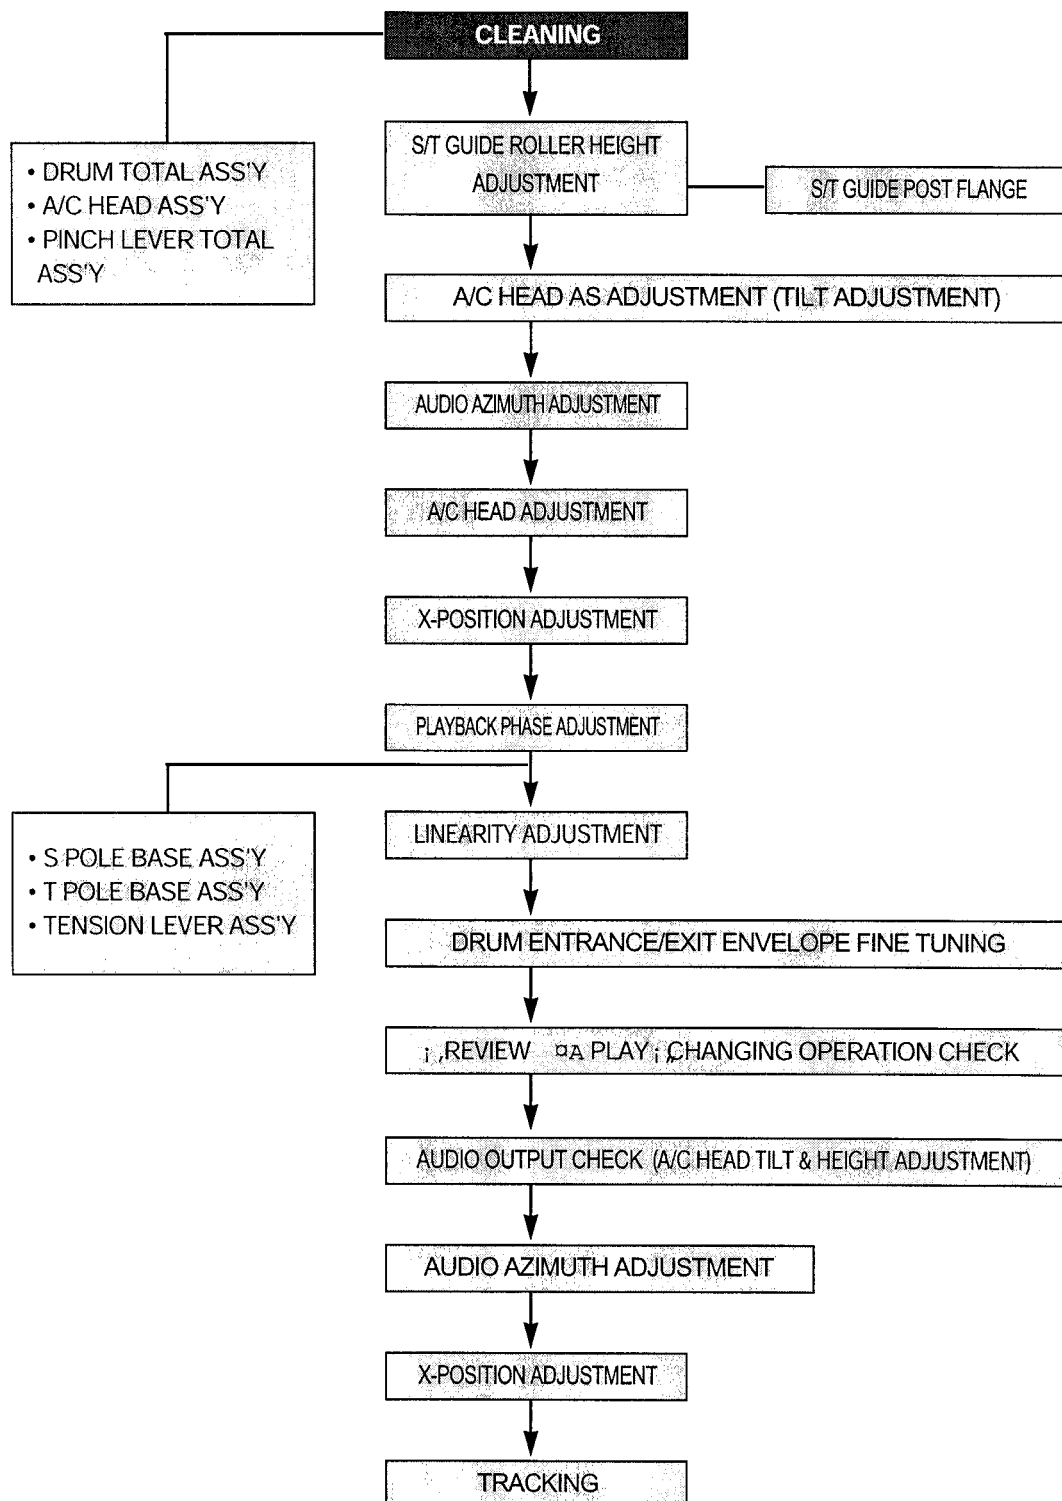 CLEANING
• DRUM TOTAL ASS'Y
• A/C HEAD ASS'Y
• PINCH LEVER TOTAL
ASS'Y
S/T GUIDE ROLLER HEIGHT
ADJUSTMENT
S/T GUIDE POST FLANGE
A/C HEAD AS ADJUSTMENT (TILT ADJUSTMENT)
AUDIO AZIMUTH ADJUSTMENT
A/C HEAD ADJUSTMENT
X-POSITION ADJUSTMENT
PLAYBACK PHASE ADJUSTMENT
• S POLE BASE ASS'Y
• T POLE BASE ASS'Y
• TENSION LEVER ASS'Y
LINEARITY ADJUSTMENT
DRUM ENTRANCE/EXIT ENVELOPE FINE TUNING
¡ ‚REVIEW ¤A PLAY¡ „CHANGING OPERATION CHECK
AUDIO OUTPUT CHECK (A/C HEAD TILT & HEIGHT ADJUSTMENT)
AUDIO AZIMUTH ADJUSTMENT
X-POSITION ADJUSTMENT
TRACKING